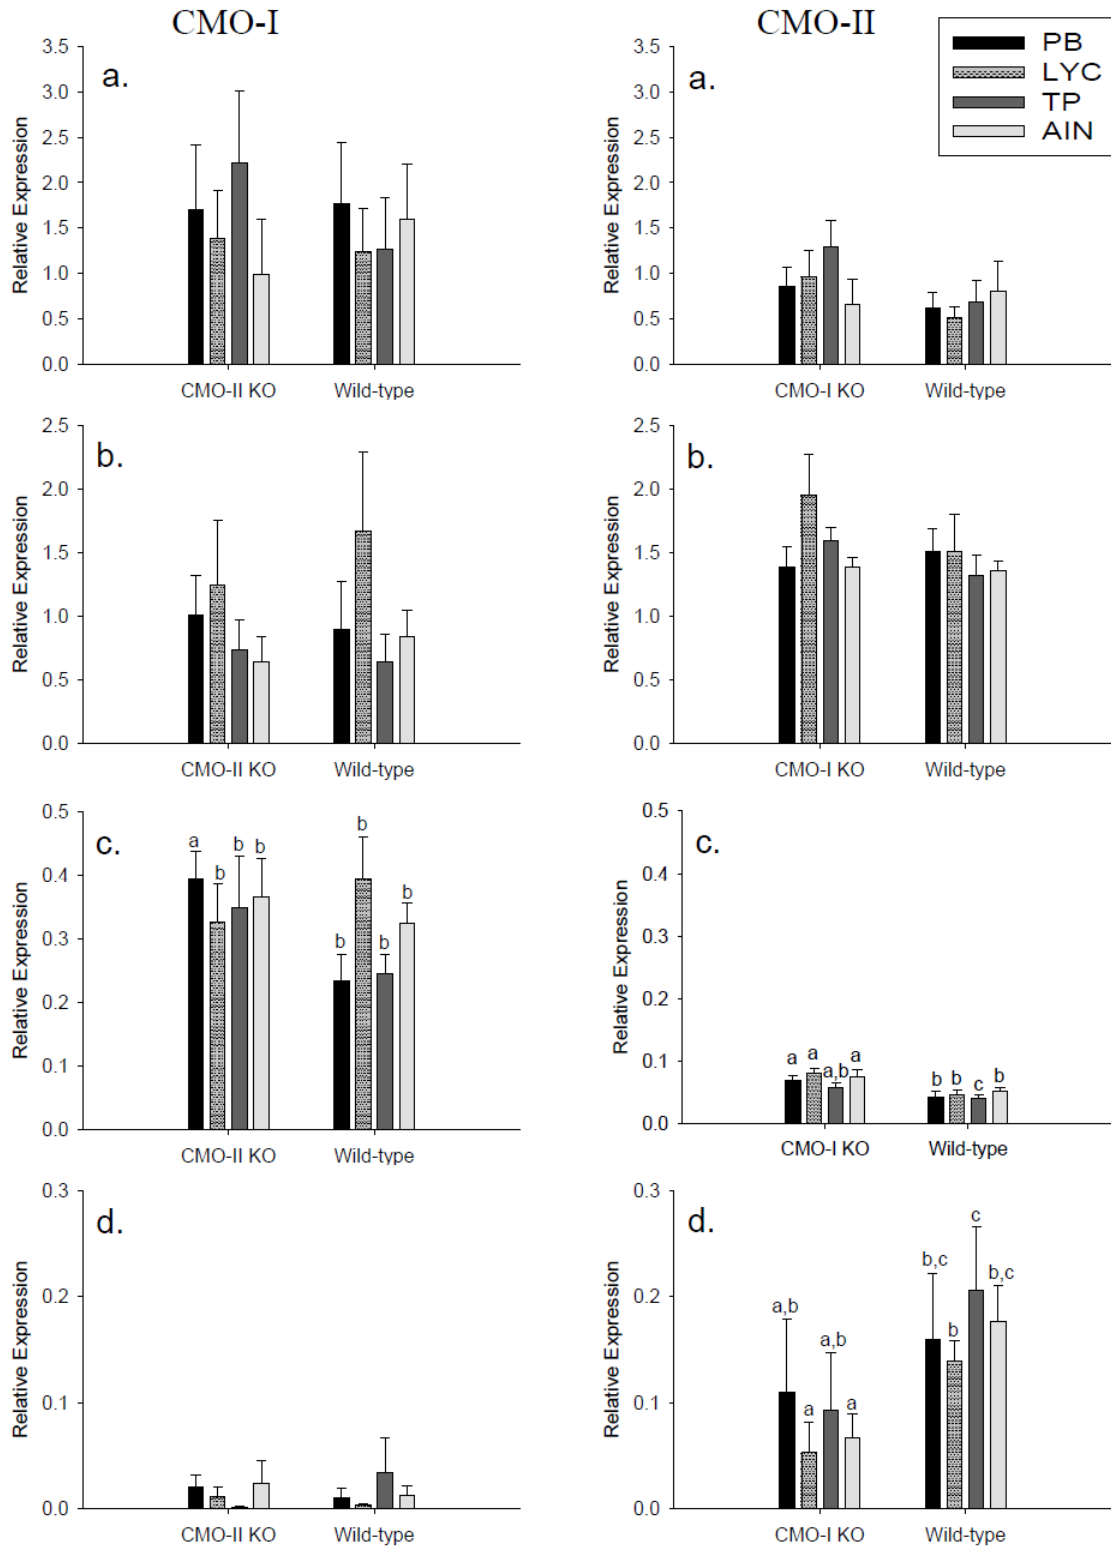 CMO-I
CMO-II
PB
LYC
TP
AIN
a.
3.5
3.0
2.5
2.0
1.5
1.0
0.5
0.0
Relative Expression
CMO-II KO Wild-type
a.
3.5
3.0
2.5
2.0
1.5
1.0
0.5
0.0
Relative Expression
CMO-I KO Wild-type
b.
2.5
2.0
1.5
1.0
0.5
0.0
Relative Expression
CMO-II KO Wild-type
b.
2.5
2.0
1.5
1.0
0.5
0.0
Relative Expression
CMO-I KO Wild-type
c.
0.5
0.4
0.3
0.2
0.1
0.0
Relative Expression
a b b b b b b b
CMO-II KO Wild-type
c.
0.5
0.4
0.3
0.2
0.1
0.0
Relative Expression
a a a,b a b b c b
CMO-I KO Wild-type
d.
0.3
0.2
0.1
0.0
Relative Expression
CMO-II KO Wild-type
d.
0.3
0.2
0.1
0.0
Relative Expression
a,b a a,b a b,c b c b,c
CMO-I KO Wild-type